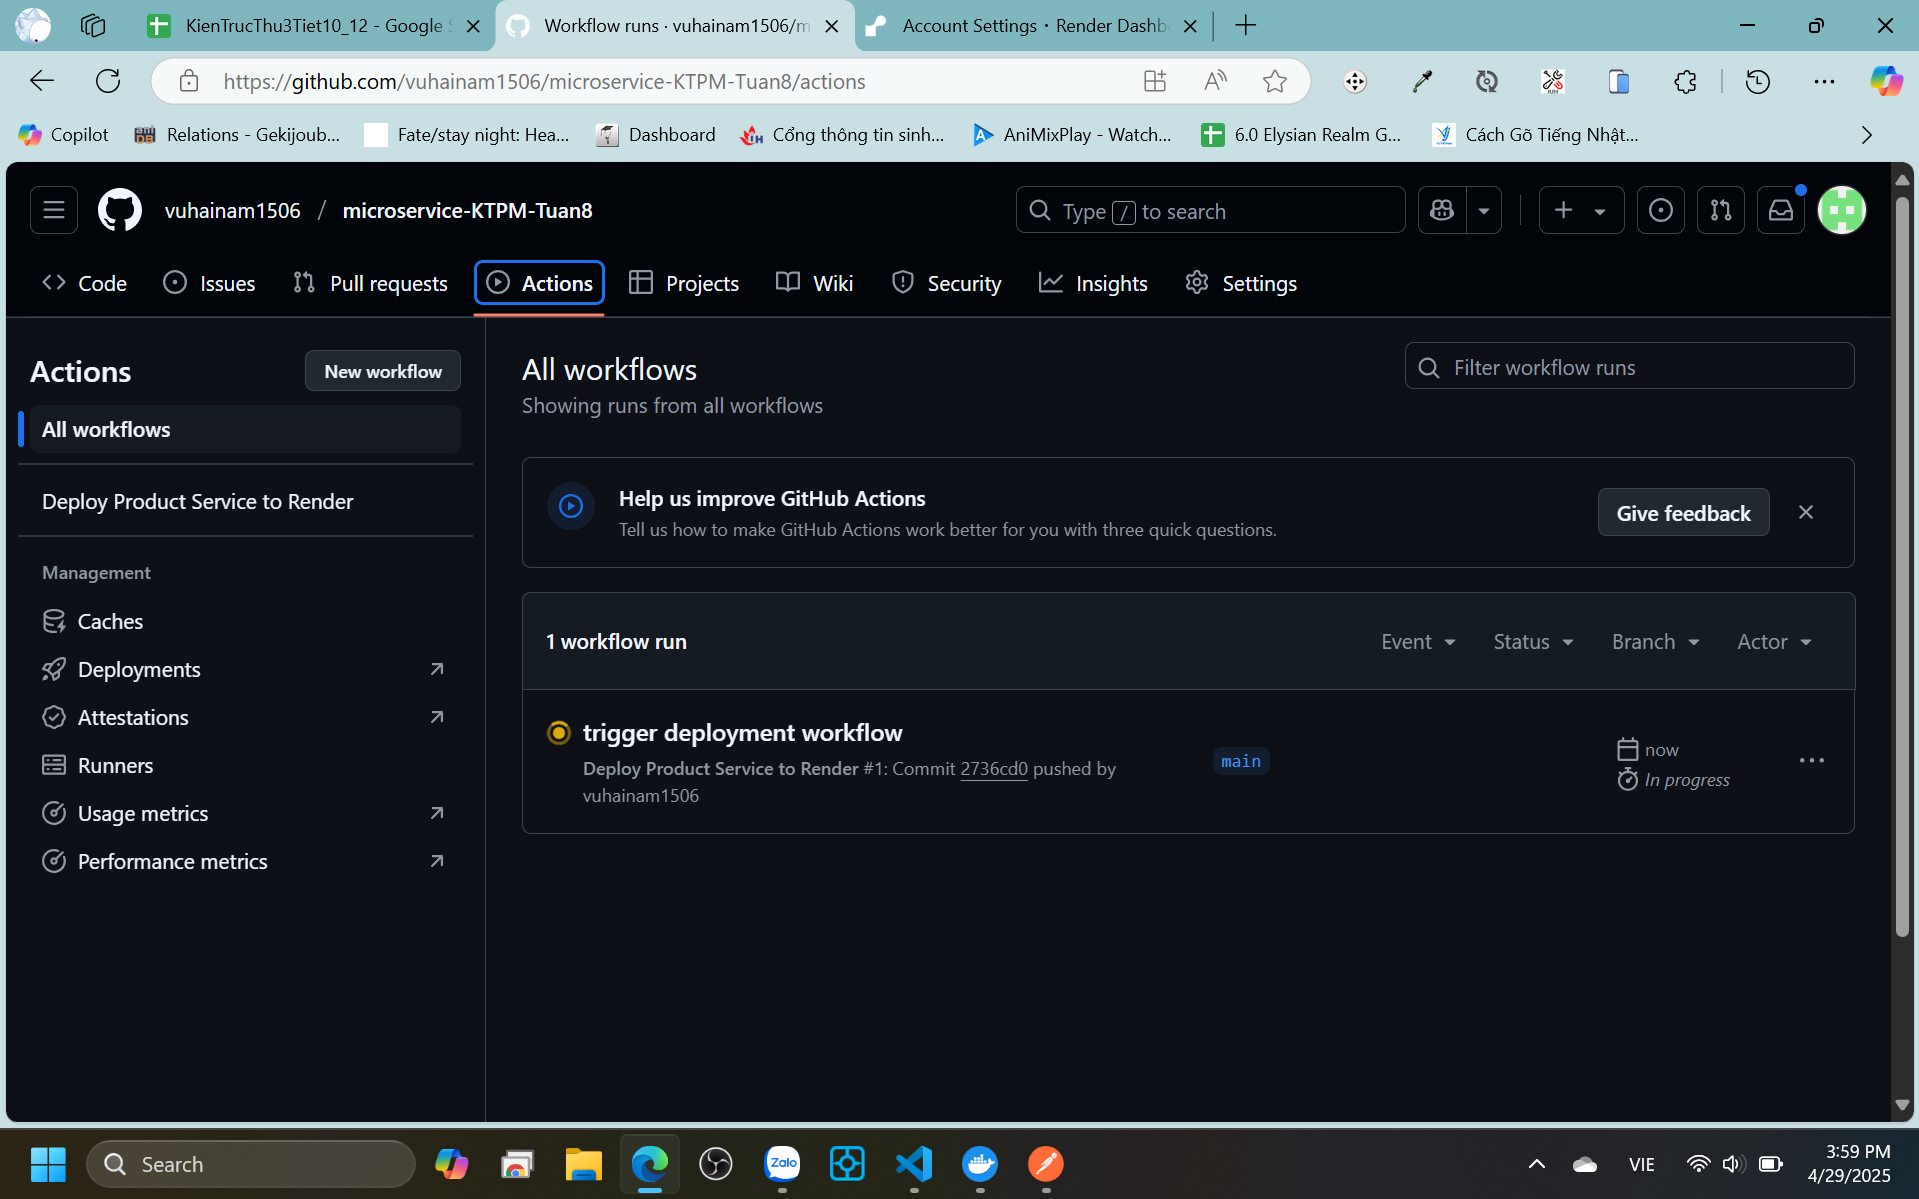 KienTrucThu3Tiet10_12 - Google S
Workflow runs · vuhainam1506/m
Account Settings · Render Dashb
https://github.com/vuhainam1506/microservice-KTPM-Tuan8/actions
Copilot
Relations - Gekijoub...
Fate/stay night: Hea...
Dashboard
Cổng thông tin sinh...
AniMixPlay - Watch...
6.0 Elysian Realm G...
Cách Gõ Tiếng Nhật...
vuhainam1506 / microservice-KTPM-Tuan8
Type / to search
Code
Issues
Pull requests
Actions
Projects
Wiki
Security
Insights
Settings
Actions
New workflow
All workflows
Deploy Product Service to Render
Management
Caches
Deployments
Attestations
Runners
Usage metrics
Performance metrics
All workflows
Showing runs from all workflows
Filter workflow runs
Help us improve GitHub Actions
Tell us how to make GitHub Actions work better for you with three quick questions.
Give feedback
1 workflow run
Event
Status
Branch
Actor
trigger deployment workflow
Deploy Product Service to Render #1: Commit 2736cd0 pushed by
vuhainam1506
main
now
In progress
Search
Zalo
VIE
3:59 PM
4/29/2025